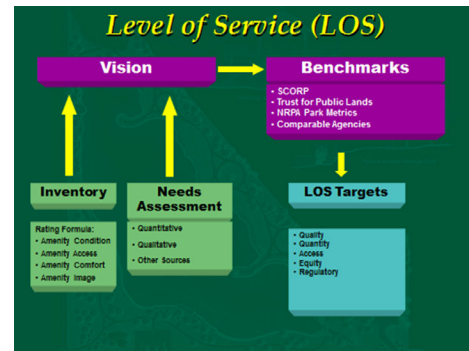 Level of Service (LOS)
Vision
Benchmarks
• SCORP
• Trust for Public Lands
• NRPA Park Metrics
• Comparable Agencies
Inventory
Rating Formula:
• Amenity Condition
• Amenity Access
• Amenity Comfort
• Amenity Image
Needs
Assessment
• Quantitative
• Qualitative
• Other Sources
LOS Targets
• Quality
• Quantity
• Access
• Equity
• Regulatory